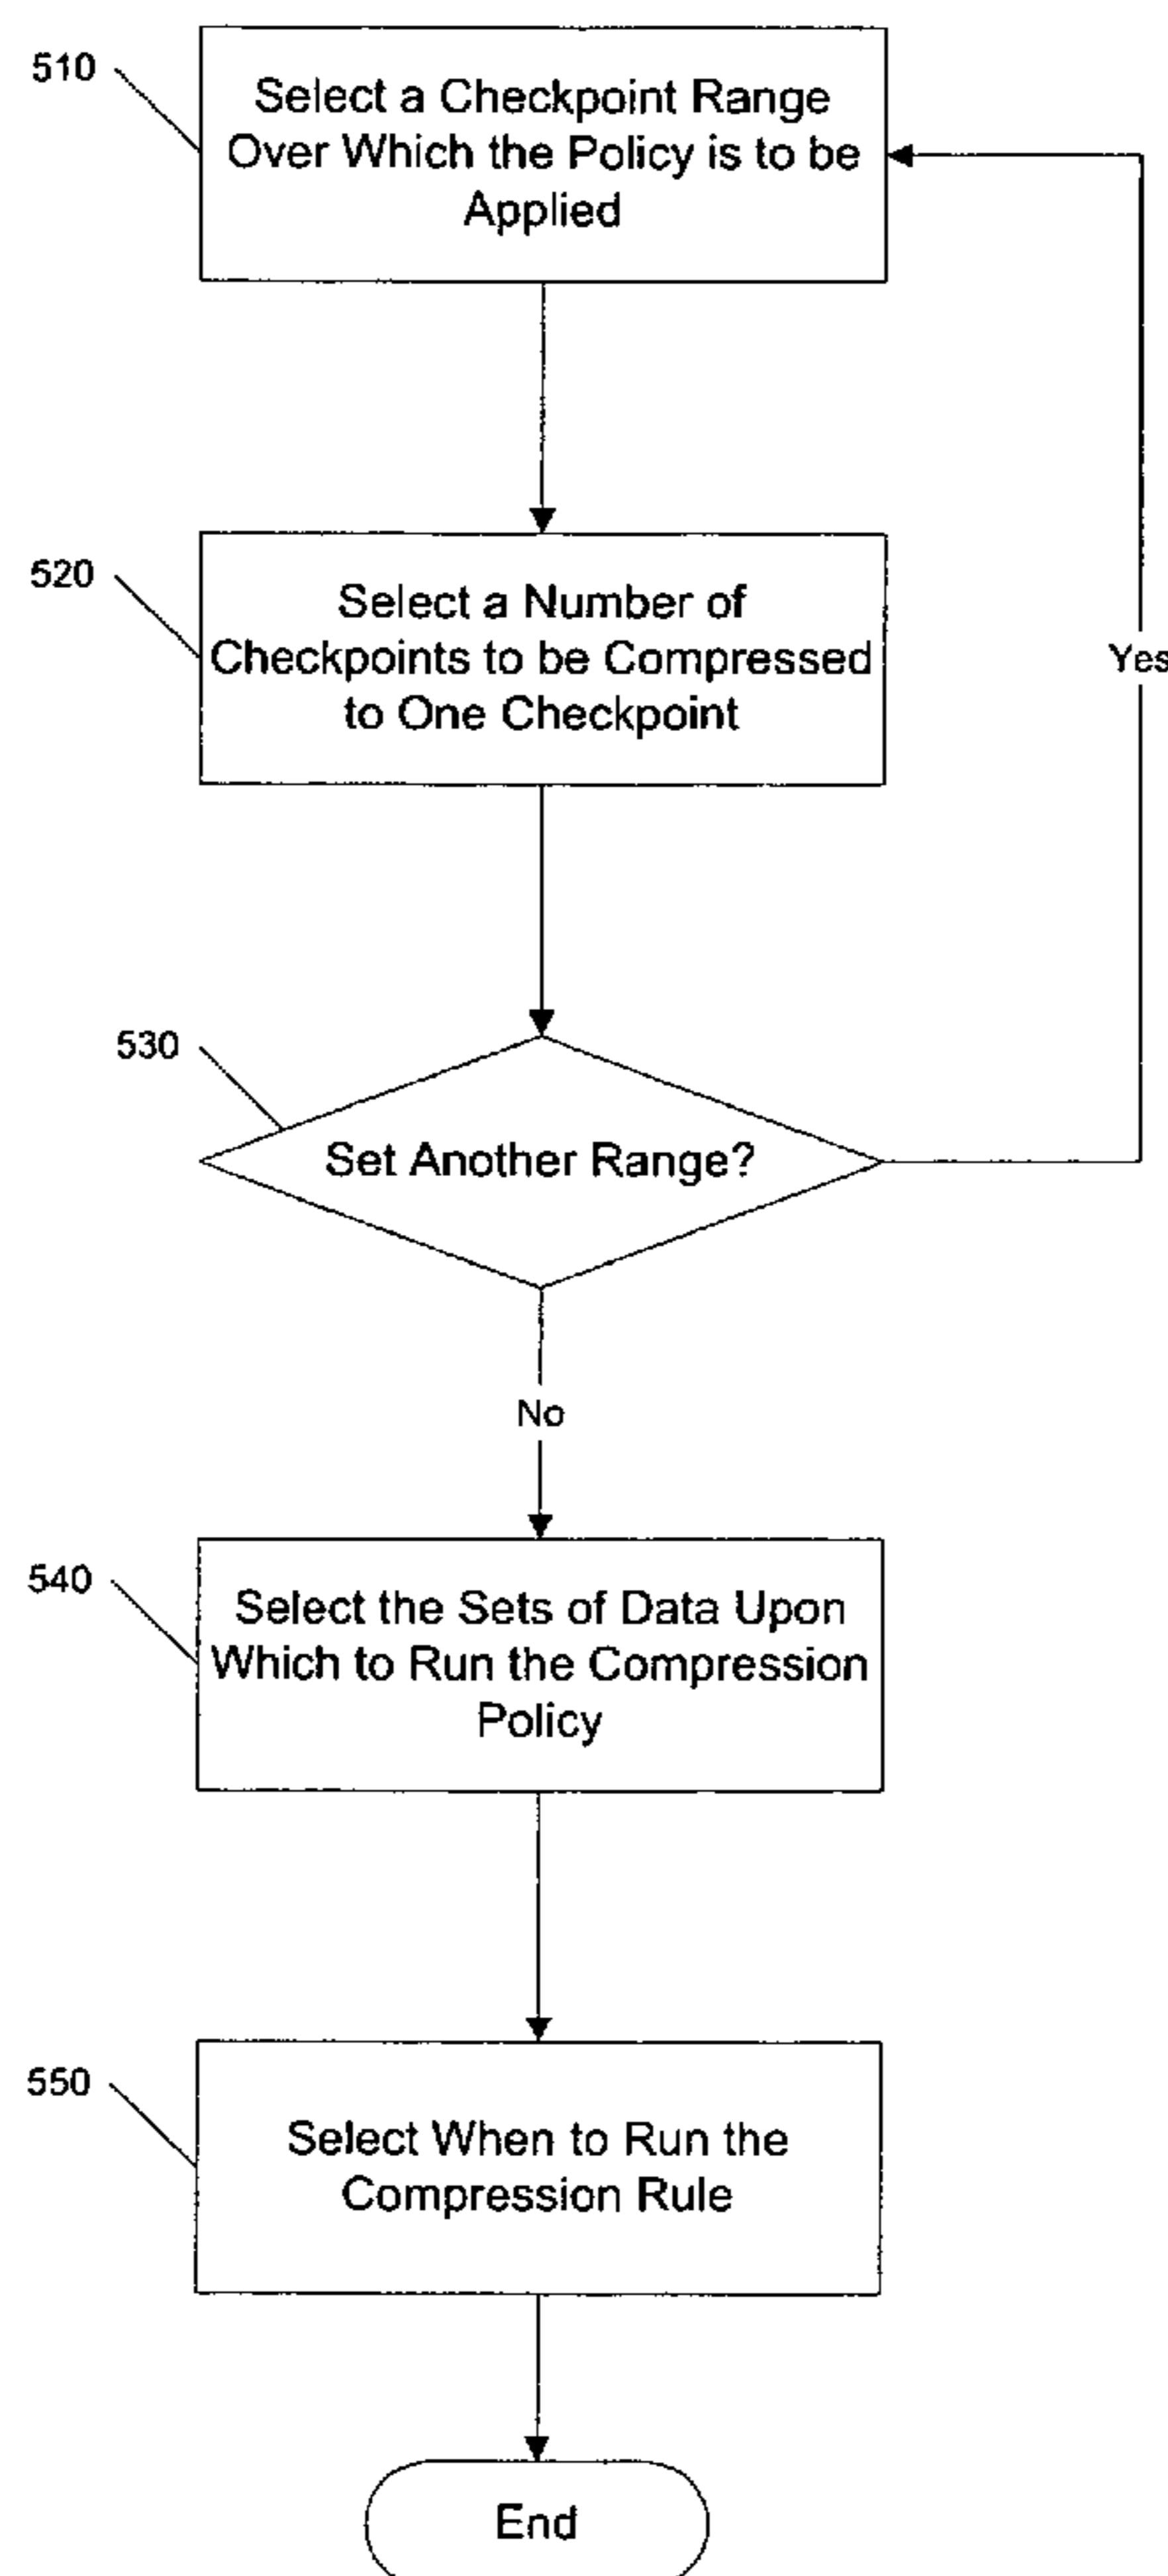 510
Select a Checkpoint Range
Over Which the Policy is to be
Applied
520
Select a Number of
Checkpoints to be Compressed
to One Checkpoint
Yes
530
Set Another Range?
No
540
Select the Sets of Data Upon
Which to Run the Compression
Policy
550
Select When to Run the
Compression Rule
End